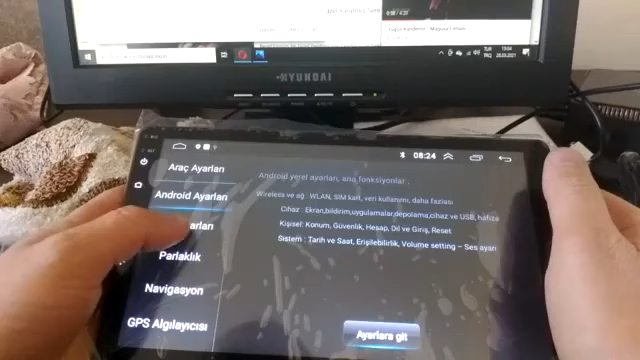 HYUNDAI
08:24
Araç Ayarları
Android Ayarları
arları
Parlaklık
Navigasyon
GPS Algılayıcısı
Android yerel ayarları, ana fonksiyonlar .
Wireless ve ağ : WLAN, SIM kart, veri kullanımı, daha fazlası
Cihaz : Ekran,bildirim,uygulamalar,depolama,cihaz ve USB, hafıza
Kişisel: Konum, Güvenlik, Hesap, Dil ve Giriş, Reset
Sistem : Tarih ve Saat, Erişilebilirlik, Volume setting – Ses ayarı
Ayarlara git